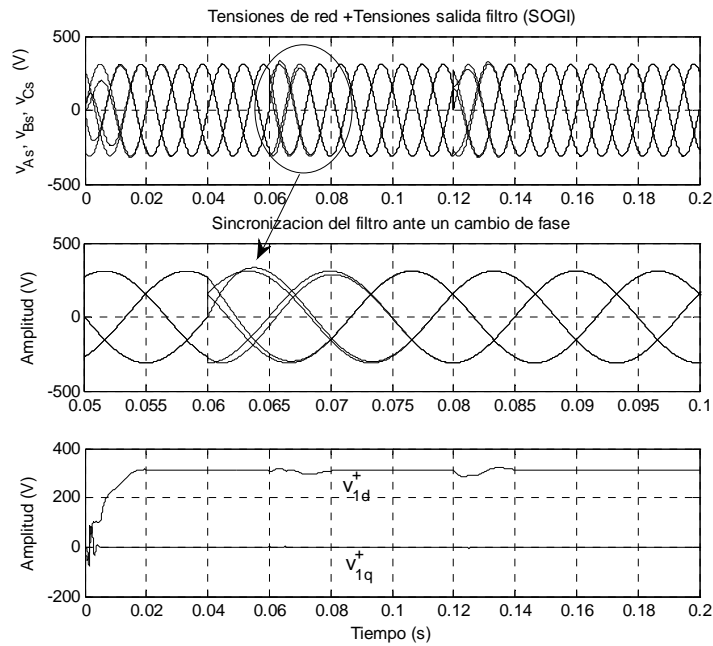 Tensiones de red +Tensiones salida filtro (SOGI)
v_As, v_Bs, v_Cs (V)
500
0
-500
0 0.02 0.04 0.06 0.08 0.1 0.12 0.14 0.16 0.18 0.2
Sincronizacion del filtro ante un cambio de fase
Amplitud (V)
500
0
-500
0.05 0.055 0.06 0.065 0.07 0.075 0.08 0.085 0.09 0.095 0.1
Amplitud (V)
400
200
0
-200
v+1d
v+1q
0 0.02 0.04 0.06 0.08 0.1 0.12 0.14 0.16 0.18 0.2
Tiempo (s)